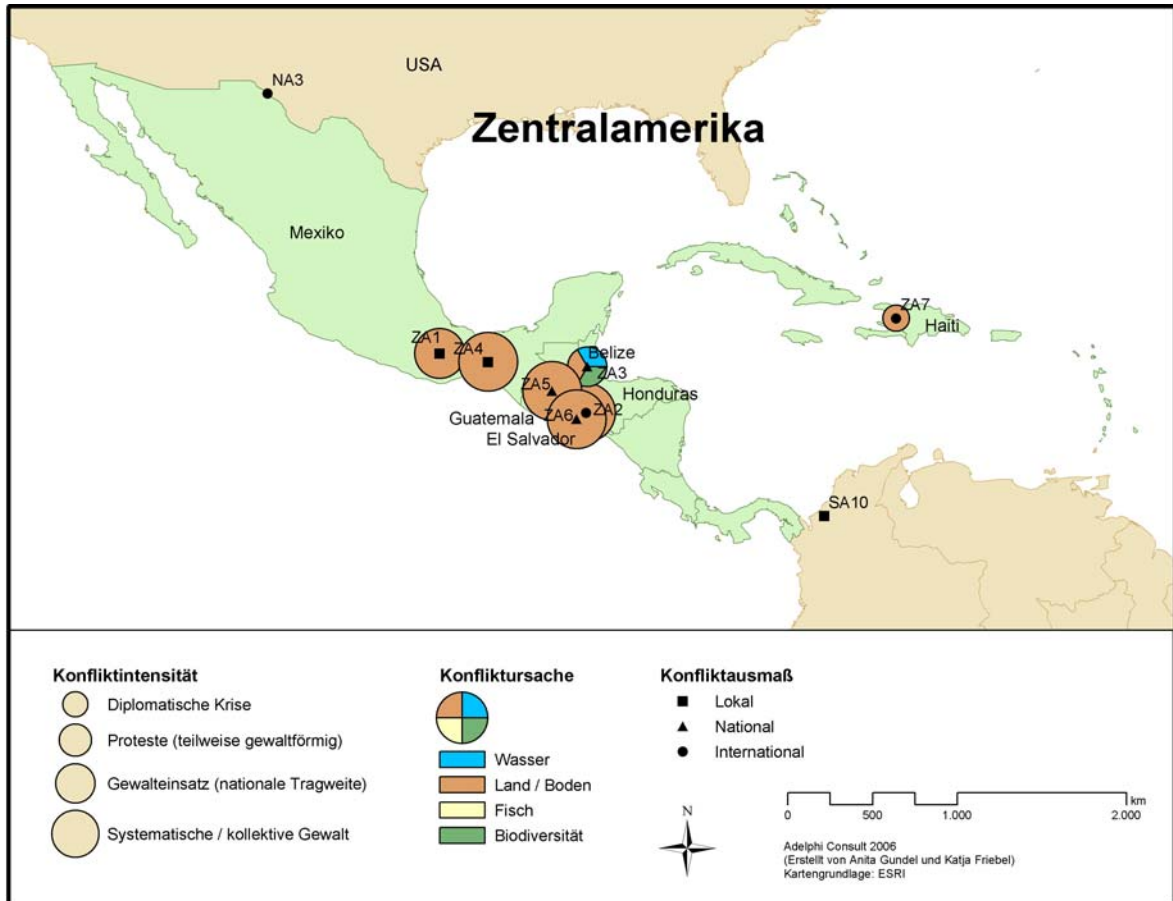 USA
NA3
Zentralamerika
Mexiko
ZA7
Haiti
ZA1
ZA4
Belize
ZA3
ZA5
Honduras
Guatemala
ZA6
ZA2
El Salvador
SA10
Konfliktintensität
Diplomatische Krise
Proteste (teilweise gewaltförmig)
Gewalteinsatz (nationale Tragweite)
Systematische / kollektive Gewalt
Konfliktursache
Wasser
Land / Boden
Fisch
Biodiversität
Konfliktausmaß
Lokal
National
International
N
km
0 500 1.000 2.000
Adelphi Consult 2006
(Erstellt von Anita Gundel und Katja Friebel)
Kartengrundlage: ESRI